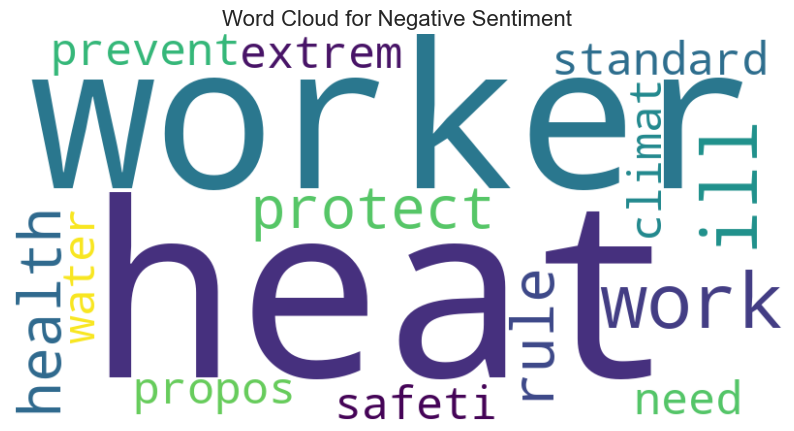 Word Cloud for Negative Sentiment
prevent
extrem
standard
worker
climat
ill
protect
heat
health
water
rule
work
propos
safeti
need